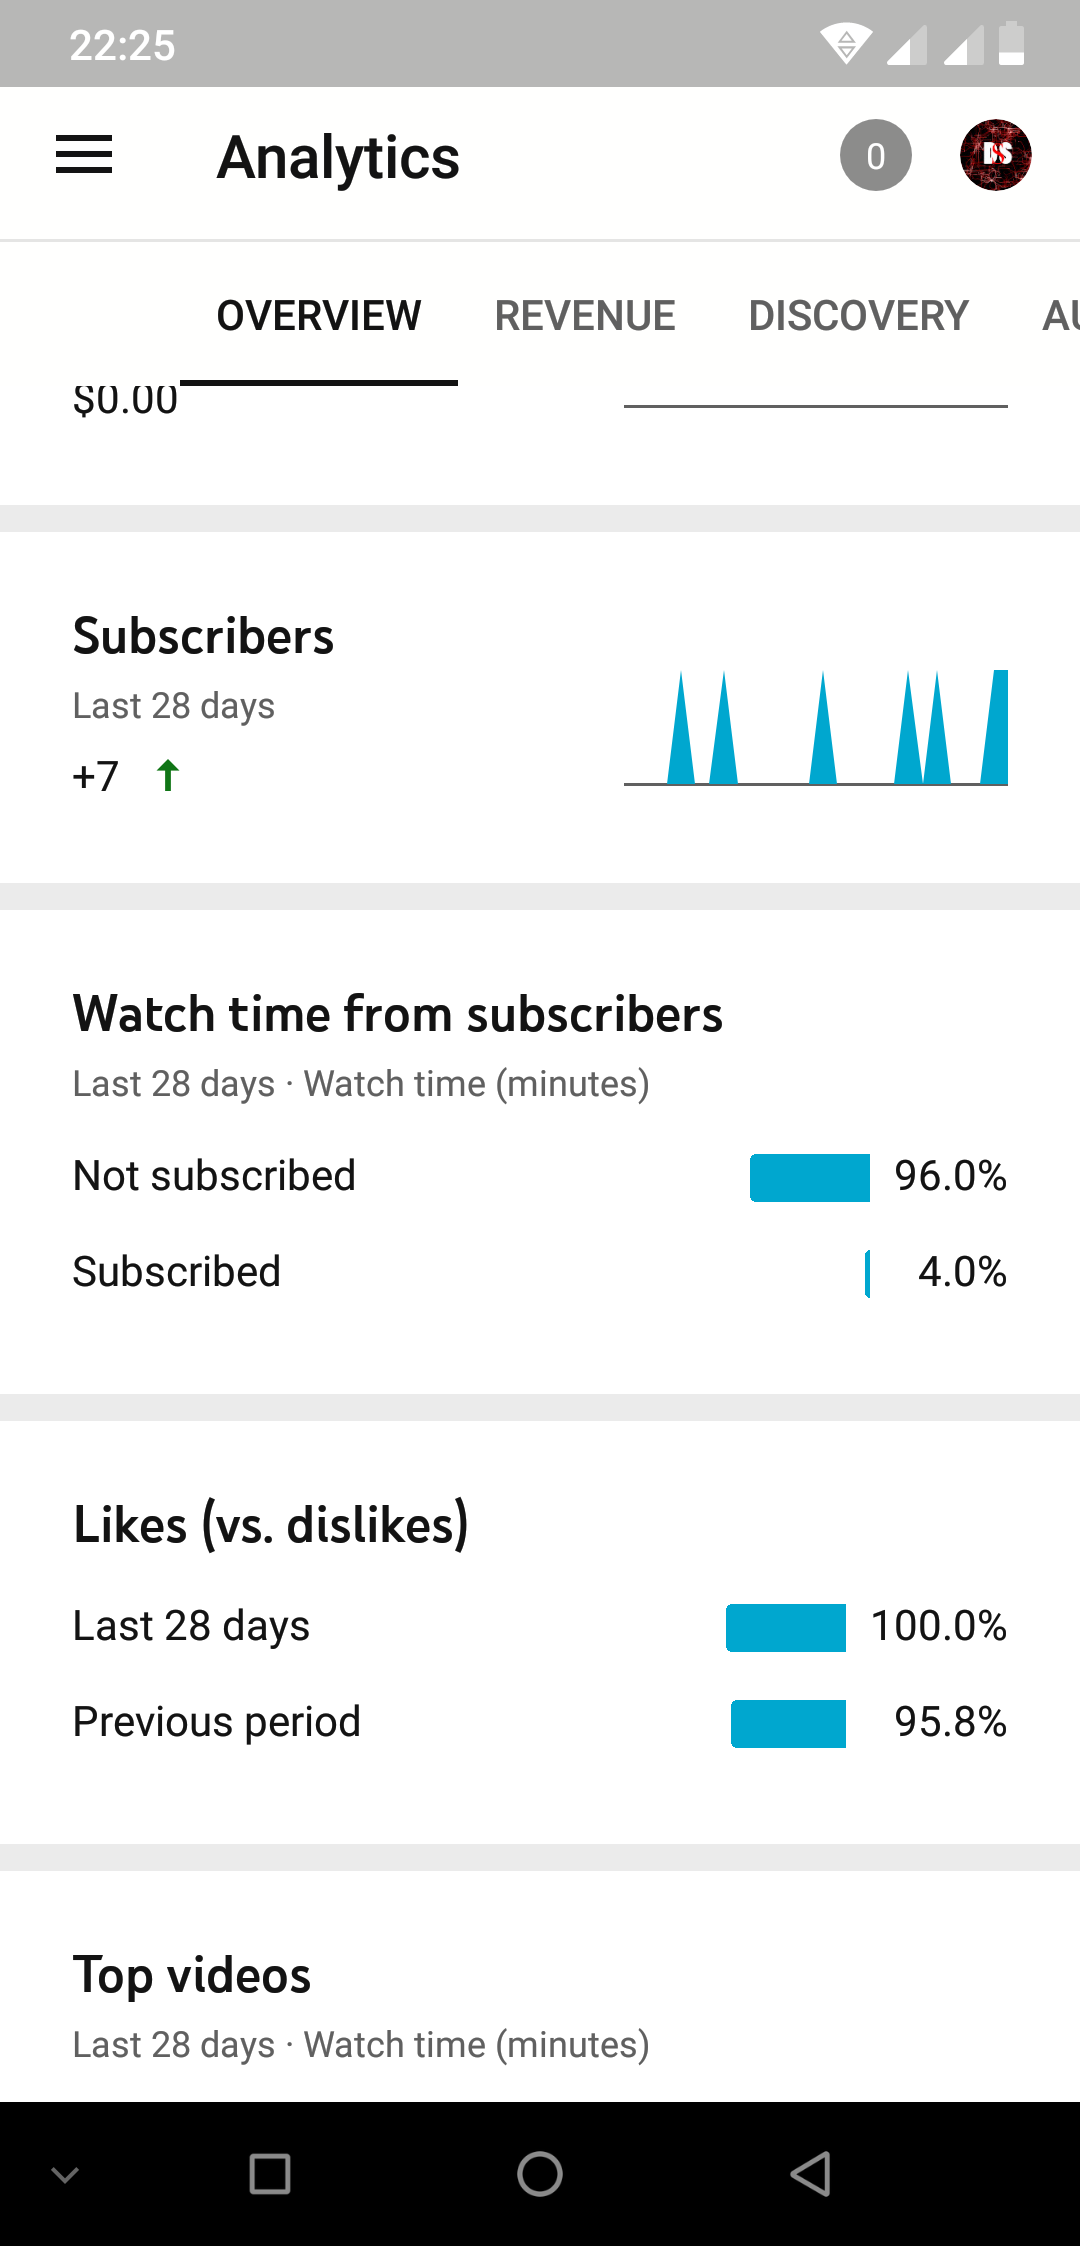 22:25
Analytics
0
DS
OVERVIEW REVENUE DISCOVERY AU
$0.00
Subscribers
Last 28 days
+7
Watch time from subscribers
Last 28 days · Watch time (minutes)
Not subscribed 96.0%
Subscribed 4.0%
Likes (vs. dislikes)
Last 28 days 100.0%
Previous period 95.8%
Top videos
Last 28 days · Watch time (minutes)